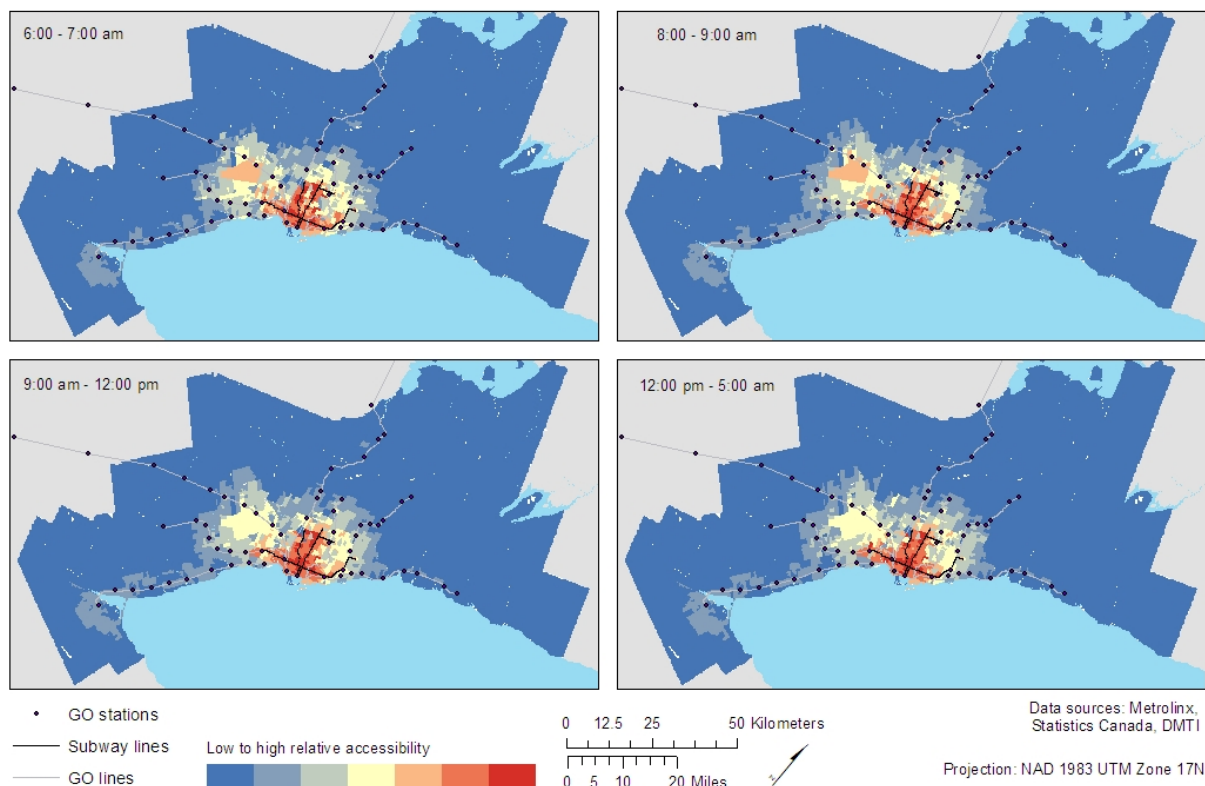 6:00 - 7:00 am
8:00 - 9:00 am
9:00 am - 12:00 pm
12:00 pm - 5:00 am
GO stations
Subway lines
GO lines
Low to high relative accessibility
0 12.5 25 50 Kilometers
0 5 10 20 Miles
N
Data sources: Metrolinx,
Statistics Canada, DMTI
Projection: NAD 1983 UTM Zone 17N